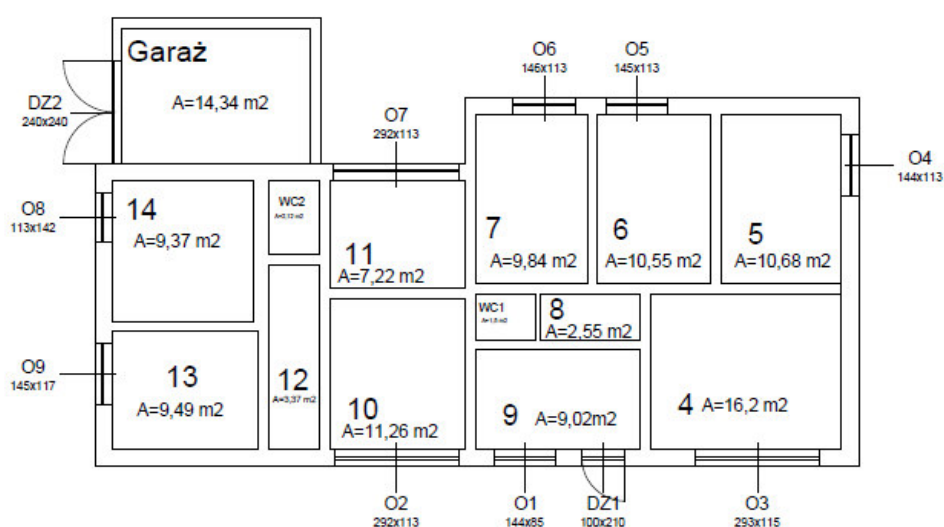 Garaż
A=14,34 m2
DZ2
240x240
O6
146x113
O5
145x113
O7
292x113
O4
144x113
O8
113x142
14
A=9,37 m2
WC2
11
A=7,22 m2
7
A=9,84 m2
6
A=10,55 m2
5
A=10,68 m2
WC1
8
A=2,55 m2
O9
145x117
13
A=9,49 m2
12
A=3,37 m2
10
A=11,26 m2
9
A=9,02m2
4
A=16,2 m2
O2
292x113
O1
144x85
DZ1
100x210
O3
293x115